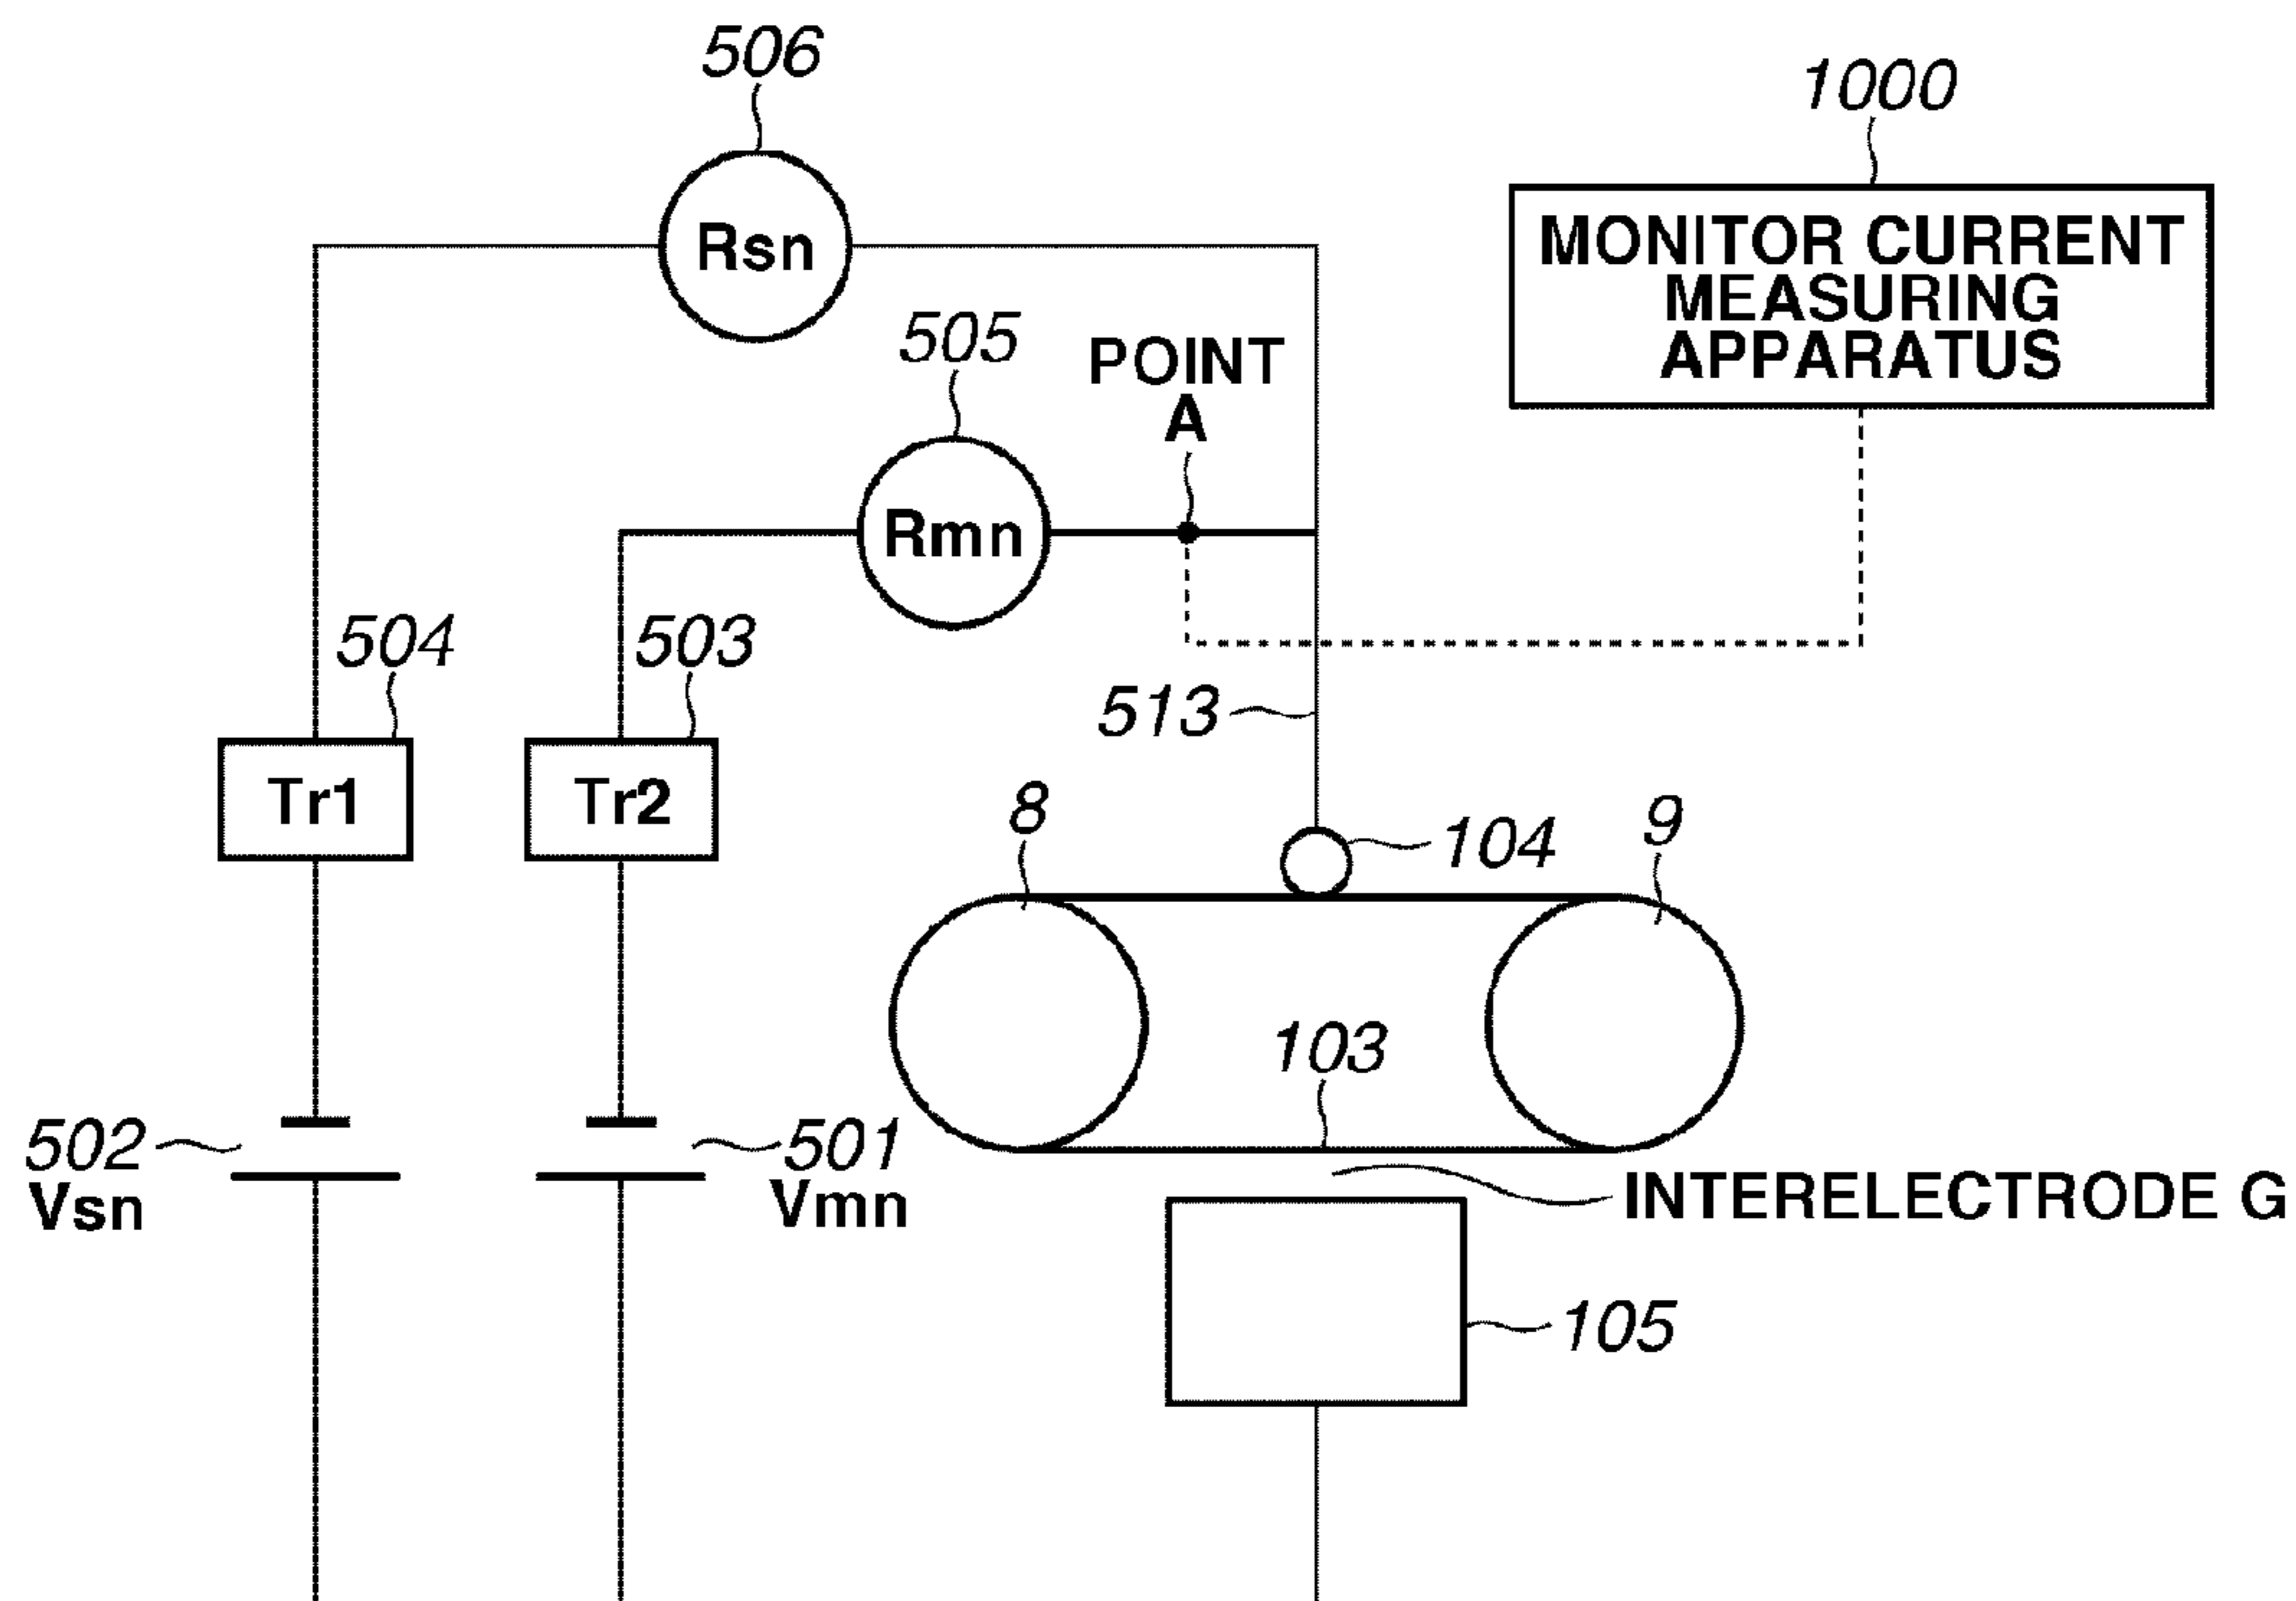 506
1000
Rsn
MONITOR CURRENT
MEASURING
APPARATUS
505
POINT
A
Rmn
504
503
513
Tr1
Tr2
8
104
9
103
502
Vsn
501
Vmn
INTERELECTRODE G
105